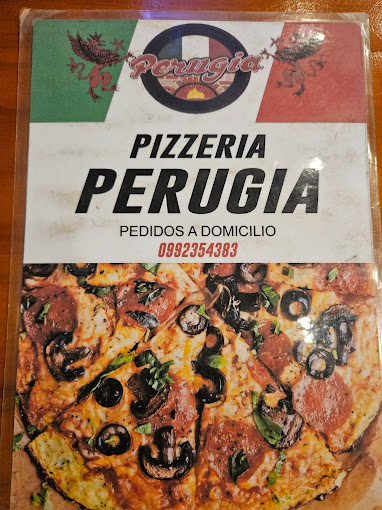 Perugia
PIZZERIA
PERUGIA
PEDIDOS A DOMICILIO
0992354383